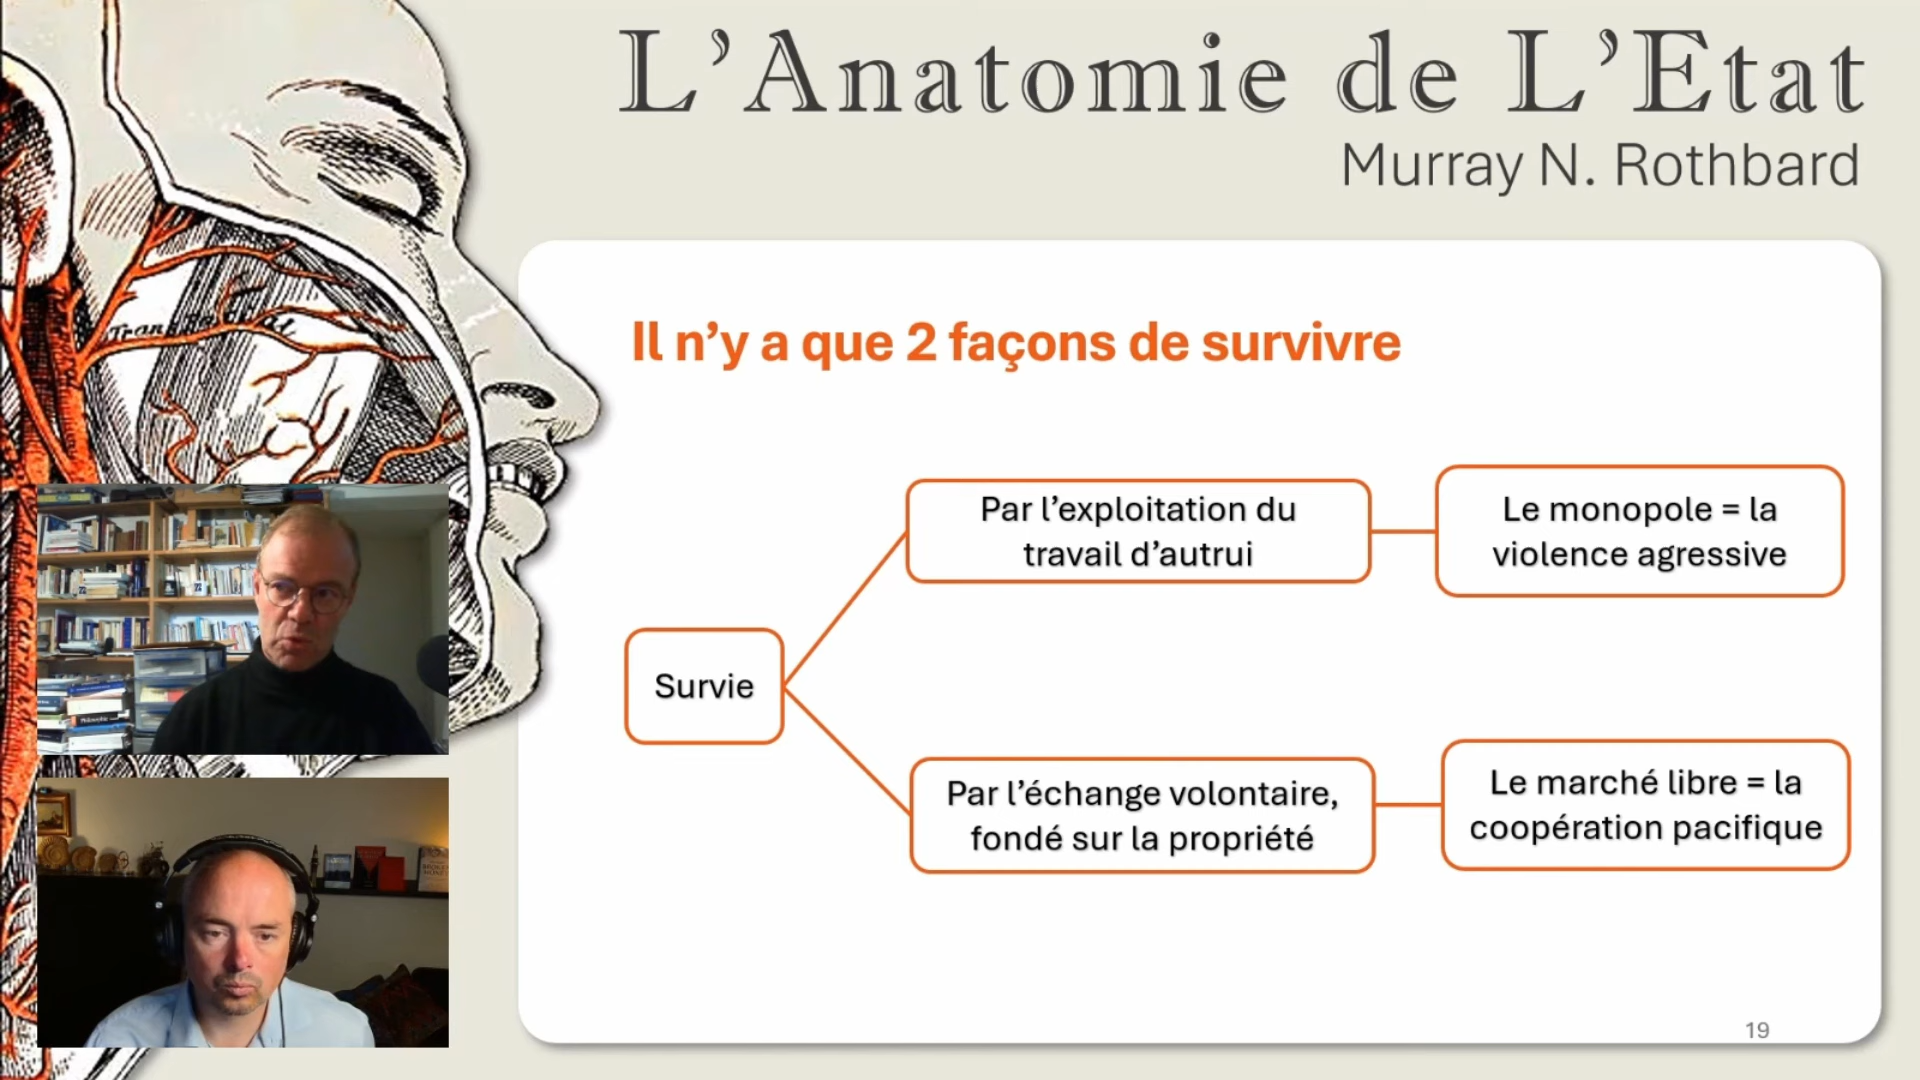 L'Anatomie de L'Etat
Murray N. Rothbard
Il n'y a que 2 façons de survivre
Par l'exploitation du
travail d'autrui
Le monopole = la
violence agressive
Survie
Par l'échange volontaire,
fondé sur la propriété
Le marché libre = la
coopération pacifique
19